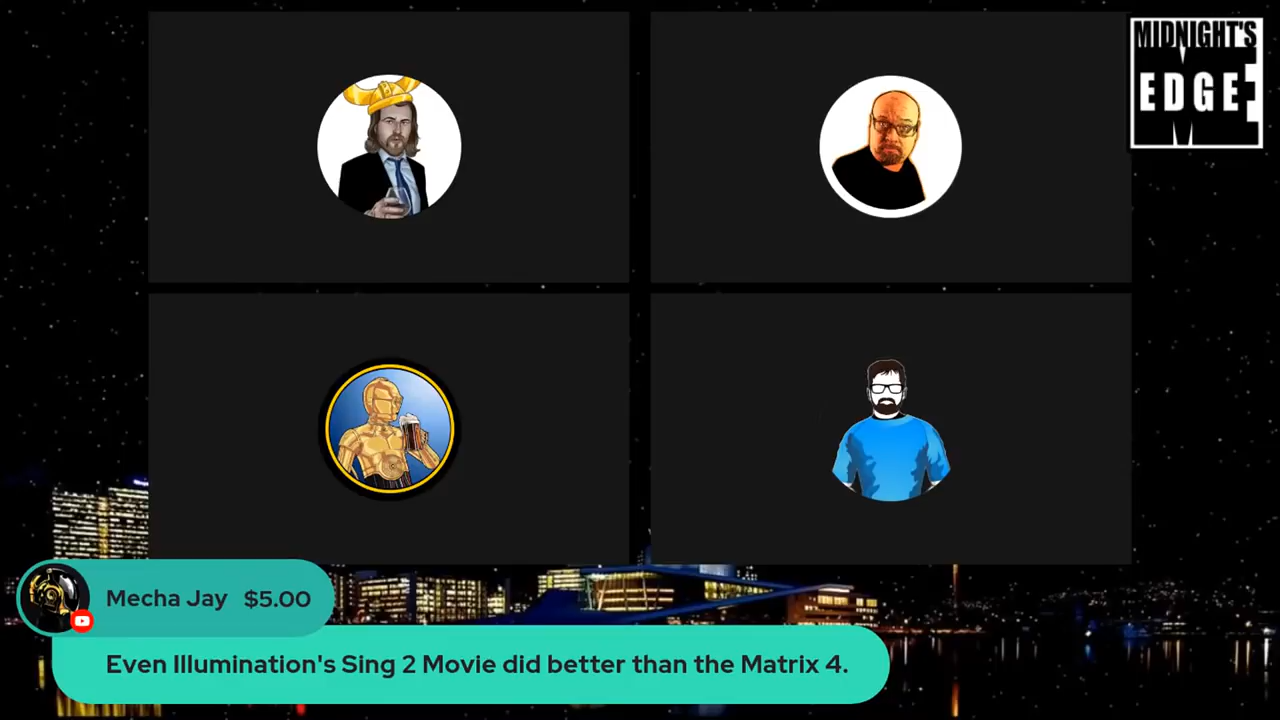 MIDNIGHT'S
EDGE
Mecha Jay $5.00
Even Illumination's Sing 2 Movie did better than the Matrix 4.